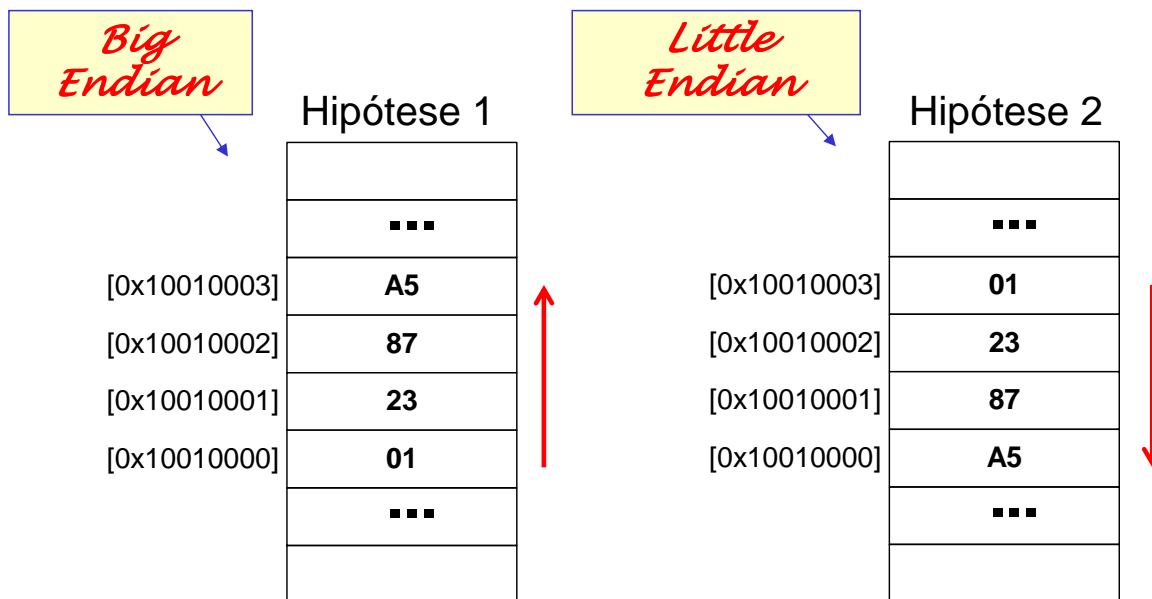 Big
Endian
Hipótese 1
...
[0x10010003] A5
[0x10010002] 87
[0x10010001] 23
[0x10010000] 01
...
Little
Endian
Hipótese 2
...
[0x10010003] 01
[0x10010002] 23
[0x10010001] 87
[0x10010000] A5
...